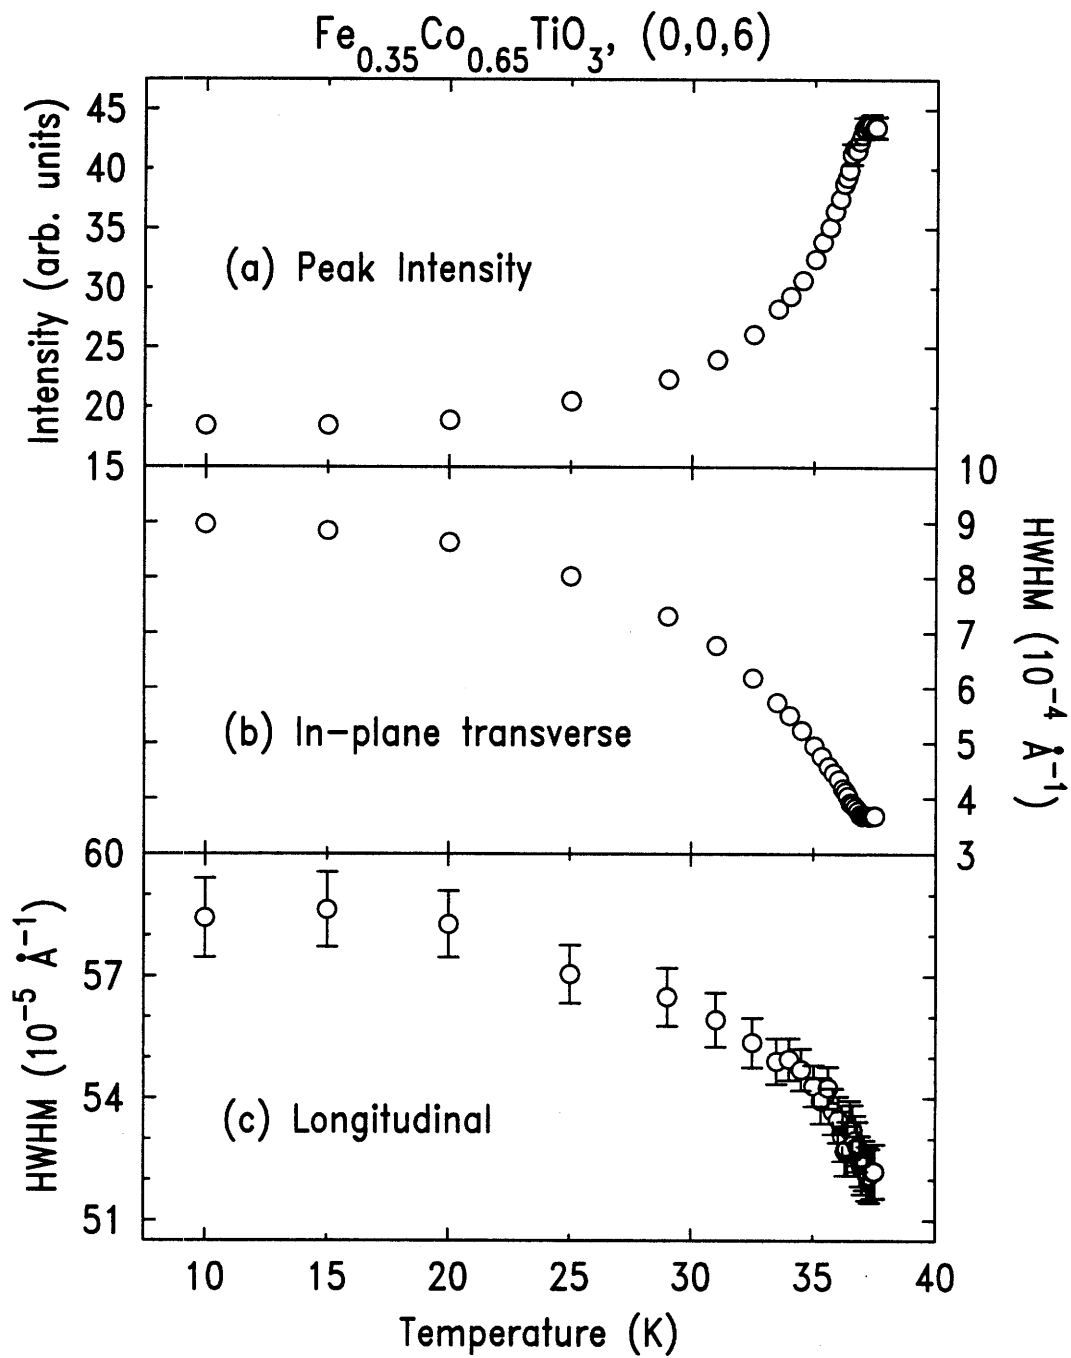 Fe0.35Co0.65TiO3, (0,0,6)
Intensity (arb. units)
45
40
35
30
25
20
15
(a) Peak Intensity
10
9
8
7
6
5
4
3
HWHM (10−4 Å−1)
(b) In−plane transverse
60
57
54
51
HWHM (10−5 Å−1)
(c) Longitudinal
10 15 20 25 30 35 40
Temperature (K)